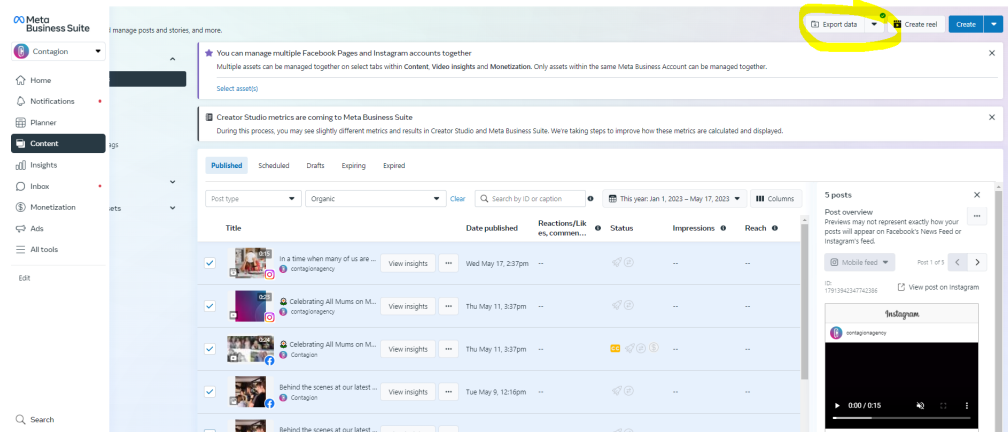 Meta
Business Suite
manage posts and stories, and more.
Export data
Create reel
Create
Contagion
Home
Notifications
Planner
Content
Insights
Inbox
Monetization
Ads
All tools
Edit
Search
ags
ets
You can manage multiple Facebook Pages and Instagram accounts together
Multiple assets can be managed together on select tabs within Content, Video insights and Monetization. Only assets within the same Meta Business Account can be managed together.
Select asset(s)
Creator Studio metrics are coming to Meta Business Suite
During this process, you may see slightly different metrics and results in Creator Studio and Meta Business Suite. We're taking steps to improve how these metrics are calculated and displayed.
Published Scheduled Drafts Expiring Expired
Post type Organic Clear Search by ID or caption This year: Jan 1, 2023 – May 17, 2023 Columns
Title Date published Reactions/Lik
es, commen... Status Impressions Reach
0:15 In a time when many of us are ... View insights ... Wed May 17, 2:37pm --
contagionagency
0:25 Celebrating All Mums on M... View insights ... Thu May 11, 3:37pm -- -- --
contagionagency
0:24 Celebrating All Mums on M... View insights ... Thu May 11, 3:37pm -- -- --
Contagion
Behind the scenes at our latest ... View insights ... Tue May 9, 12:16pm -- -- --
Contagion
Behind the scenes at our latest
5 posts
Post overview
Previews may not represent exactly how your
posts will appear on Facebook's News Feed or
Instagram's feed.
Mobile feed Post 1 of 5
ID:
17913942347742386 View post on Instagram
Instagram
contagionagency
0:00 / 0:15